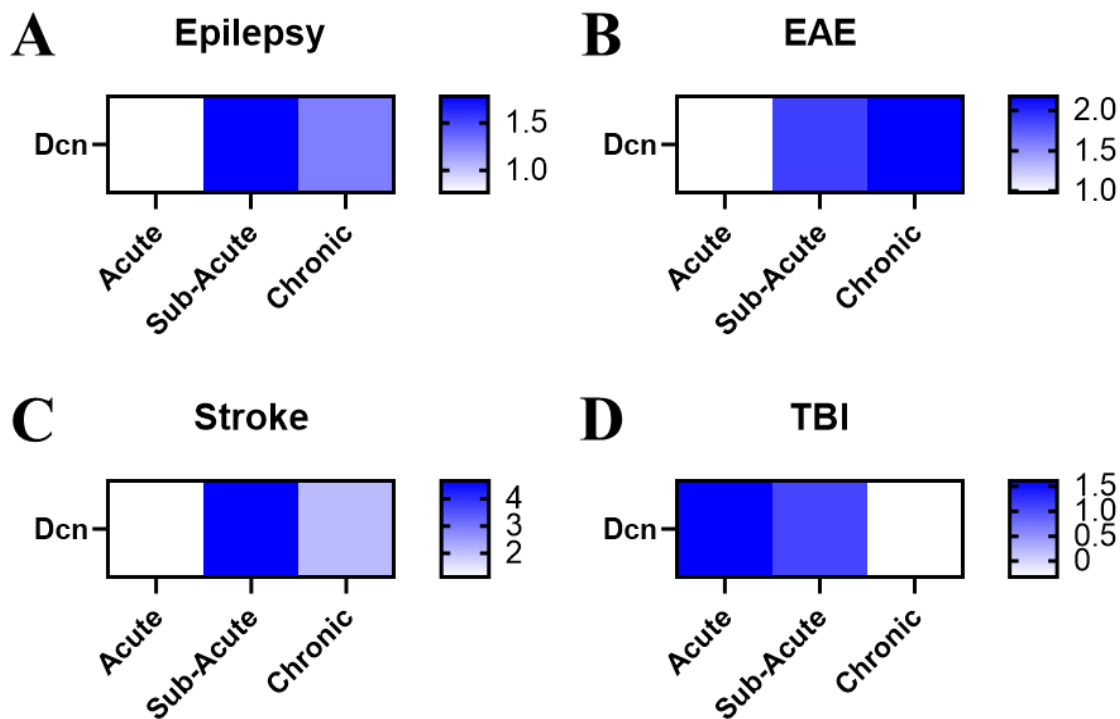 A Epilepsy
Dcn
1.5
1.0
Acute
Sub-Acute
Chronic
B EAE
Dcn
2.0
1.5
1.0
Acute
Sub-Acute
Chronic
C Stroke
Dcn
4
3
2
Acute
Sub-Acute
Chronic
D TBI
Dcn
1.5
1.0
0.5
0
Acute
Sub-Acute
Chronic